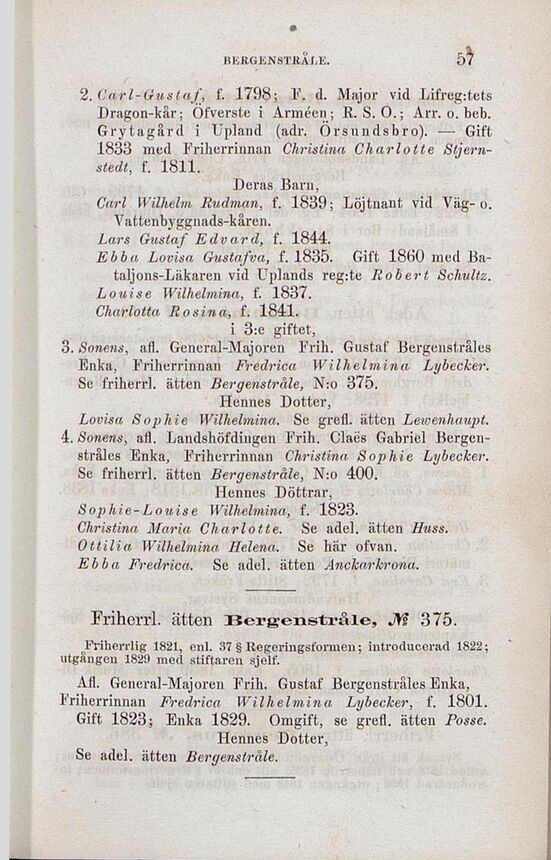 BERGENSTRÅLE. 57
2. Carl-Gustaf, f. 1798; F. d. Major vid Lifreg:tets
Dragon-kår; Öfverste i Arméen; R. S. O.; Arr. o. beb.
Grytagård i Upland (adr. Örsundsbro). — Gift
1833 med Friherrinnan Christina Charlotte Stjern-
stedt, f. 1811.
Deras Barn,
Carl Wilhelm Rudman, f. 1839; Löjtnant vid Väg- o.
Vattenbyggnads-kåren.
Lars Gustaf Edvard, f. 1844.
Ebba Lovisa Gustafva, f. 1835. Gift 1860 med Ba-
taljons-Läkaren vid Uplands reg:te Robert Schultz.
Louise Wilhelmina, f. 1837.
Charlotta Rosina, f. 1841.
i 3:e giftet,
3. Sonens, afl. General-Majoren Frih. Gustaf Bergenstråles
Enka, Friherrinnan Fredrica Wilhelmina Lybecker.
Se friherrl. ätten Bergenstråle, N:o 375.
Hennes Dotter,
Lovisa Sophie Wilhelmina. Se grefl. ätten Lewenhaupt.
4. Sonens, afl. Landshöfdingen Frih. Claës Gabriel Bergen-
stråles Enka, Friherrinnan Christina Sophie Lybecker.
Se friherrl. ätten Bergenstråle, N:o 400.
Hennes Döttrar,
Sophie-Louise Wilhelmina, f. 1823.
Christina Maria Charlotte. Se adel. ätten Huss.
Ottilia Wilhelmina Helena. Se här ofvan.
Ebba Fredrica. Se adel. ätten Anckarkrona.
Friherrl. ätten Bergenstråle, № 375.
Friherrlig 1821, enl. 37 § Regeringsformen; introducerad 1822;
utgången 1829 med stiftaren sjelf.
Afl. General-Majoren Frih. Gustaf Bergenstråles Enka,
Friherrinnan Fredrica Wilhelmina Lybecker, f. 1801.
Gift 1823; Enka 1829. Omgift, se grefl. ätten Posse.
Hennes Dotter,
Se adel. ätten Bergenstråle.